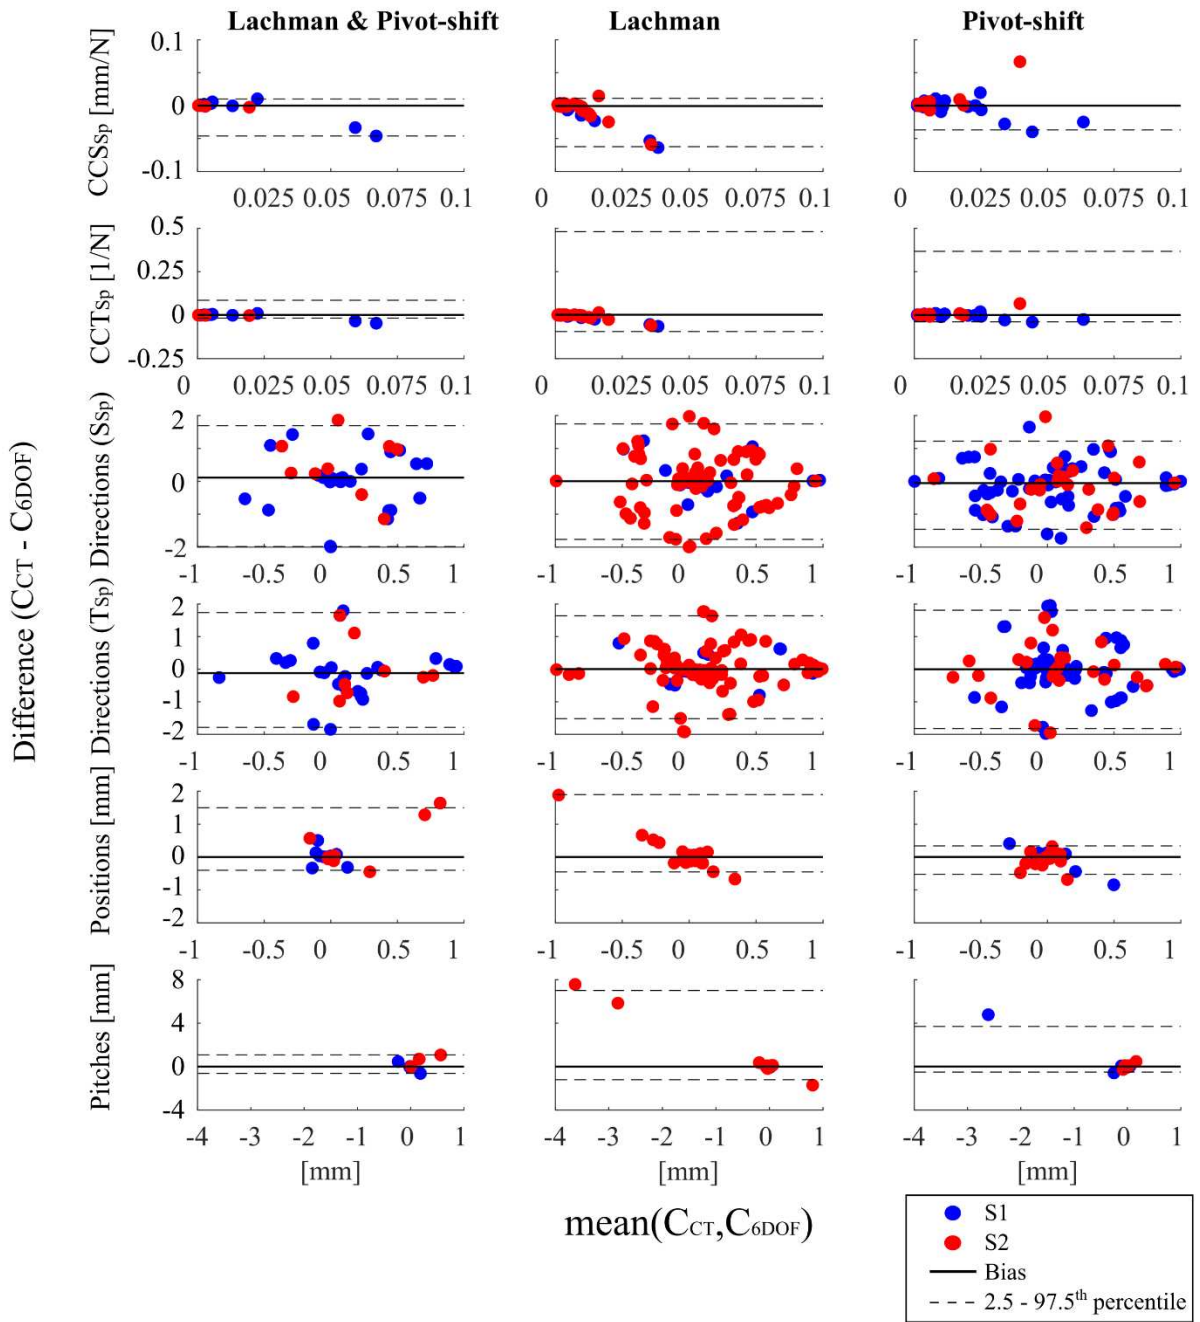 Lachman & Pivot-shift Lachman Pivot-shift
Difference (CCT - C6DOF)
CCSSp [mm/N]
0.1
0
-0.1
0 0.025 0.05 0.075 0.1 0 0.025 0.05 0.075 0.1 0 0.025 0.05 0.075 0.1
CCTSp [1/N]
0.5
0.25
0
-0.25
0 0.025 0.05 0.075 0.1 0 0.025 0.05 0.075 0.1 0 0.025 0.05 0.075 0.1
Directions (SSp)
2
1
0
-1
-2
-1 -0.5 0 0.5 1 -1 -0.5 0 0.5 1 -1 -0.5 0 0.5 1
Directions (TSp)
2
1
0
-1
-2
-1 -0.5 0 0.5 1 -1 -0.5 0 0.5 1 -1 -0.5 0 0.5 1
Positions [mm]
2
1
0
-1
-2
-1 -0.5 0 0.5 1 -1 -0.5 0 0.5 1 -1 -0.5 0 0.5 1
Pitches [mm]
8
4
0
-4
-4 -3 -2 -1 0 1 -4 -3 -2 -1 0 1 -4 -3 -2 -1 0 1
[mm] [mm] [mm]
mean(CCT,C6DOF)
S1
S2
Bias
2.5 - 97.5th percentile